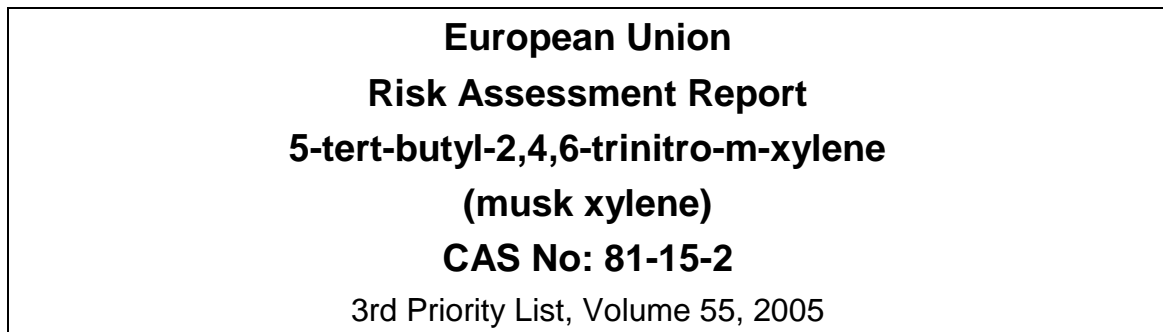 European Union
Risk Assessment Report
5-tert-butyl-2,4,6-trinitro-m-xylene
(musk xylene)
CAS No: 81-15-2
3rd Priority List, Volume 55, 2005